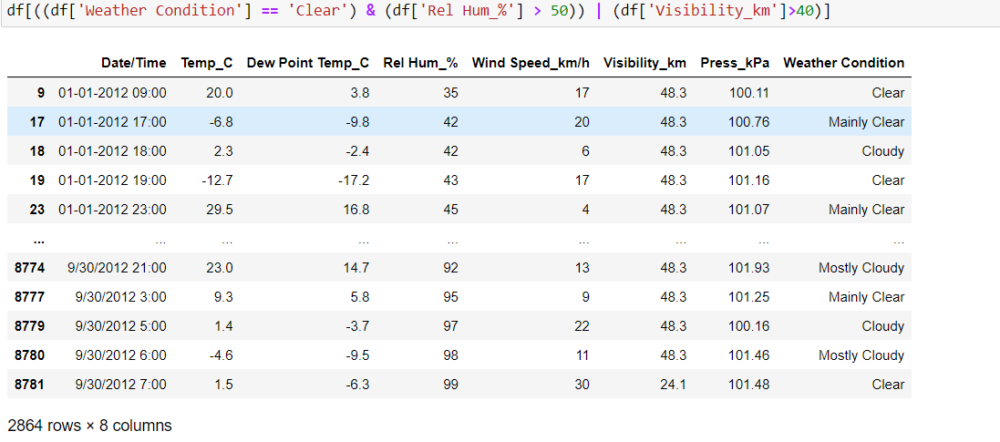 df[((df['Weather Condition'] == 'Clear') & (df['Rel Hum_%'] > 50)) | (df['Visibility_km']>40)]
Date/Time Temp_C Dew Point Temp_C Rel Hum_% Wind Speed_km/h Visibility_km Press_kPa Weather Condition
9 01-01-2012 09:00 20.0 3.8 35 17 48.3 100.11 Clear
17 01-01-2012 17:00 -6.8 -9.8 42 20 48.3 100.76 Mainly Clear
18 01-01-2012 18:00 2.3 -2.4 42 6 48.3 101.05 Cloudy
19 01-01-2012 19:00 -12.7 -17.2 43 17 48.3 101.16 Clear
23 01-01-2012 23:00 29.5 16.8 45 4 48.3 101.07 Mainly Clear
... ... ... ... ... ... ... ... ...
8774 9/30/2012 21:00 23.0 14.7 92 13 48.3 101.93 Mostly Cloudy
8777 9/30/2012 3:00 9.3 5.8 95 9 48.3 101.25 Mainly Clear
8779 9/30/2012 5:00 1.4 -3.7 97 22 48.3 100.16 Cloudy
8780 9/30/2012 6:00 -4.6 -9.5 98 11 48.3 101.46 Mostly Cloudy
8781 9/30/2012 7:00 1.5 -6.3 99 30 24.1 101.48 Clear
2864 rows × 8 columns